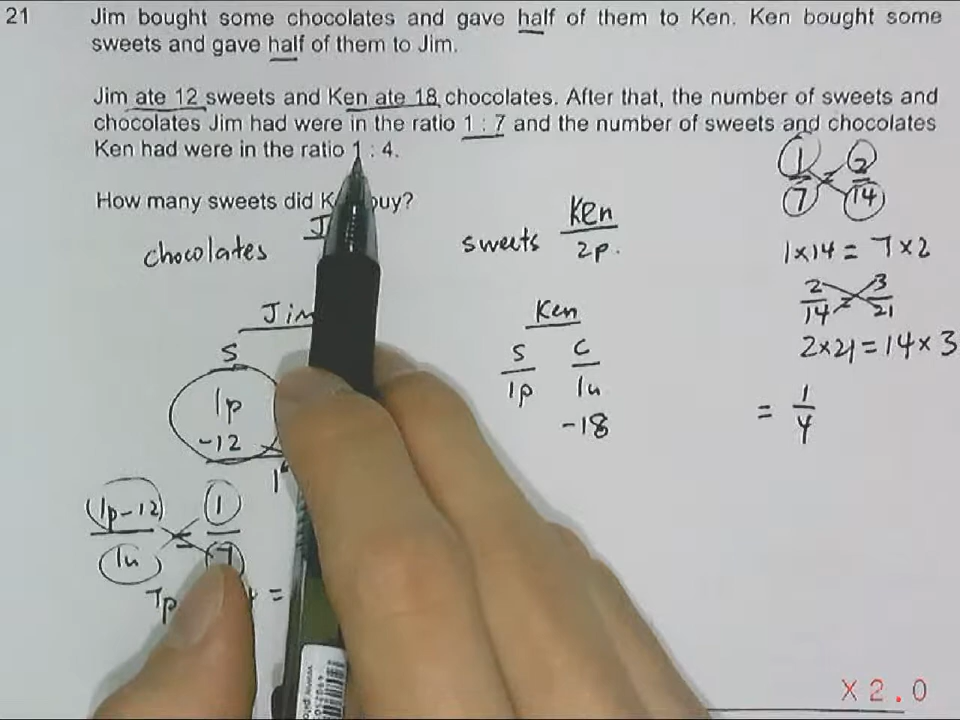 21 Jim bought some chocolates and gave half of them to Ken. Ken bought some
sweets and gave half of them to Jim.
Jim ate 12 sweets and Ken ate 18 chocolates. After that, the number of sweets and
chocolates Jim had were in the ratio 1 : 7 and the number of sweets and chocolates
Ken had were in the ratio 1 : 4.
How many sweets did K buy?
chocolates J
sweets Ken
2p.
1/7 = 2/14
1×14 = 7×2
2/14 = 3/21
2×21 = 14×3
= 1/4
Jim
S
1p
-12
1
Ken
S C
1p 1u
-18
(1p-12)/1u = 1/7
7p =
X2.0